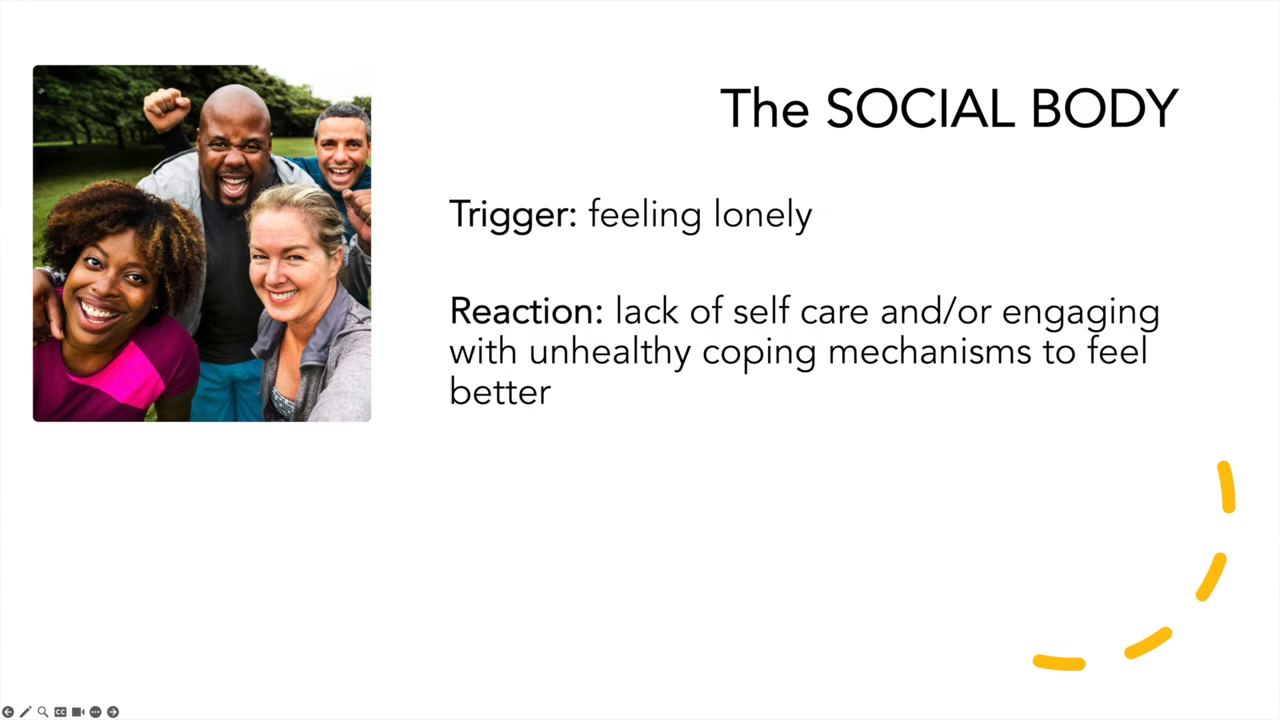 The SOCIAL BODY
Trigger: feeling lonely
Reaction: lack of self care and/or engaging
with unhealthy coping mechanisms to feel
better
CC